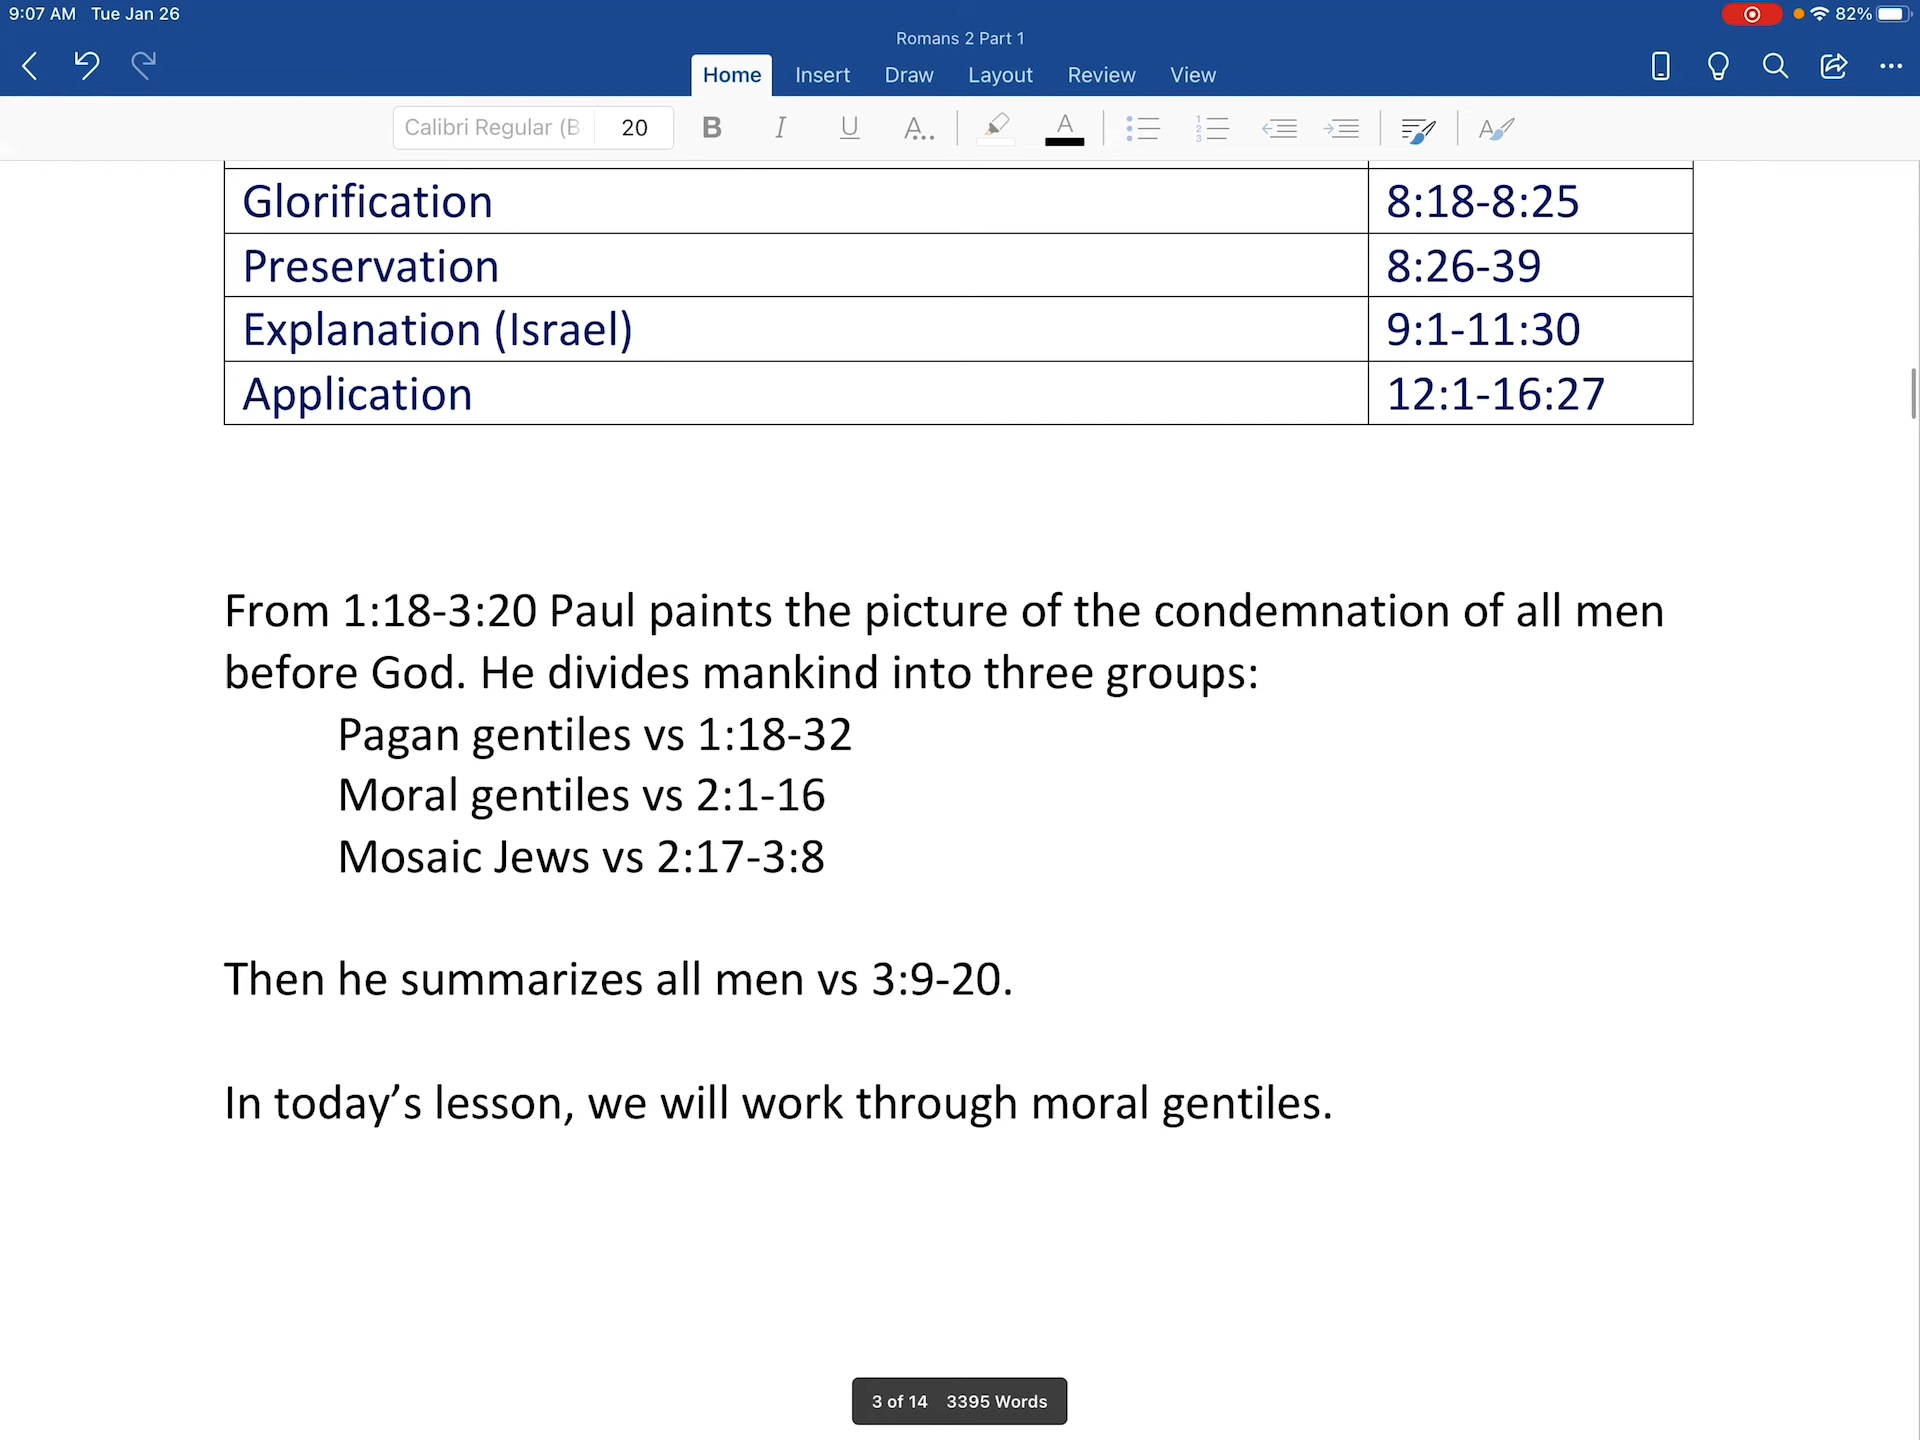 9:07 AM Tue Jan 26
82%
Romans 2 Part 1
Home Insert Draw Layout Review View
Calibri Regular (B 20 B I U A.. A
Glorification 8:18-8:25
Preservation 8:26-39
Explanation (Israel) 9:1-11:30
Application 12:1-16:27
From 1:18-3:20 Paul paints the picture of the condemnation of all men
before God. He divides mankind into three groups:
Pagan gentiles vs 1:18-32
Moral gentiles vs 2:1-16
Mosaic Jews vs 2:17-3:8
Then he summarizes all men vs 3:9-20.
In today’s lesson, we will work through moral gentiles.
3 of 14 3395 Words